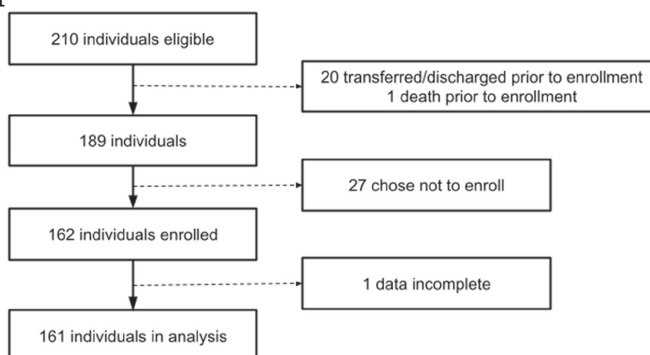 210 individuals eligible
20 transferred/discharged prior to enrollment
1 death prior to enrollment
189 individuals
27 chose not to enroll
162 individuals enrolled
1 data incomplete
161 individuals in analysis